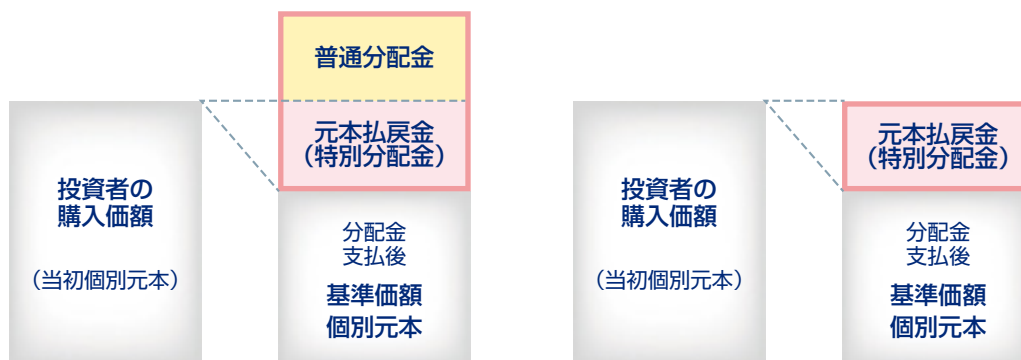 普通分配金
元本払戻金
（特別分配金）
投資者の
購入価額
（当初個別元本）
分配金
支払後
基準価額
個別元本
元本払戻金
（特別分配金）
投資者の
購入価額
（当初個別元本）
分配金
支払後
基準価額
個別元本